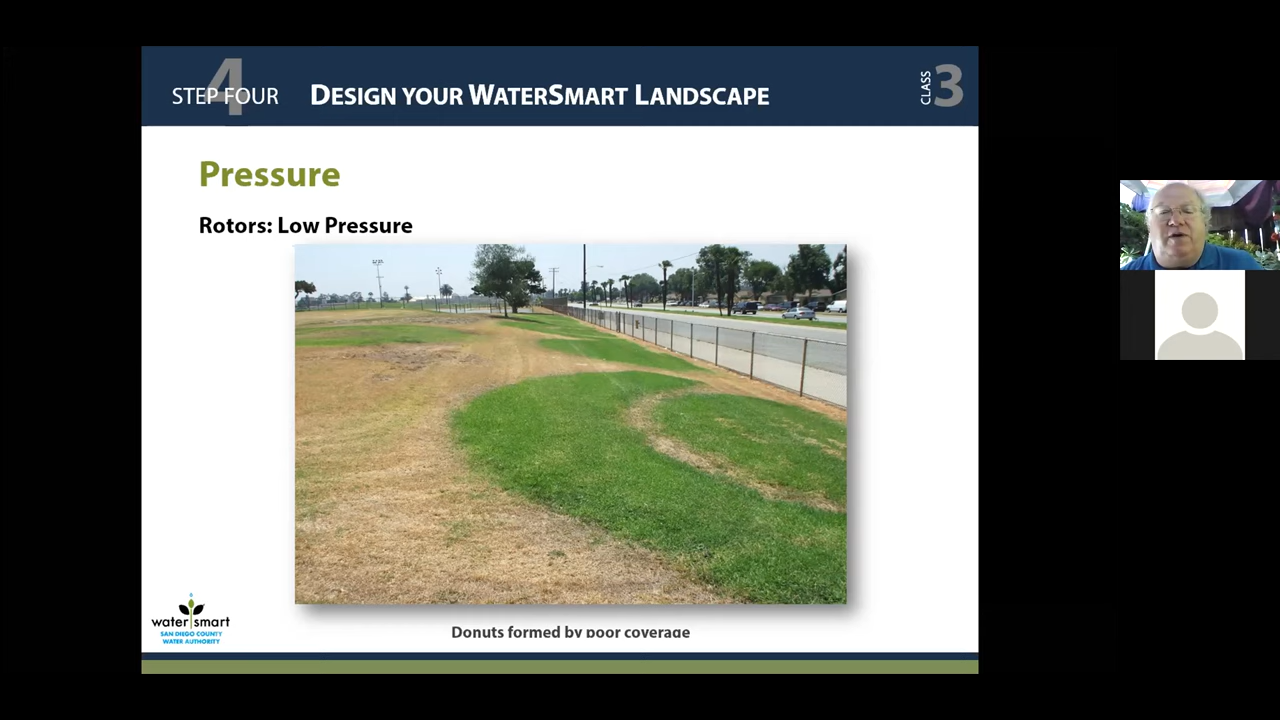 STEP FOUR
4
DESIGN YOUR WATERSMART LANDSCAPE
CLASS
3
Pressure
Rotors: Low Pressure
water smart
SAN DIEGO COUNTY
WATER AUTHORITY
Donuts formed by poor coverage